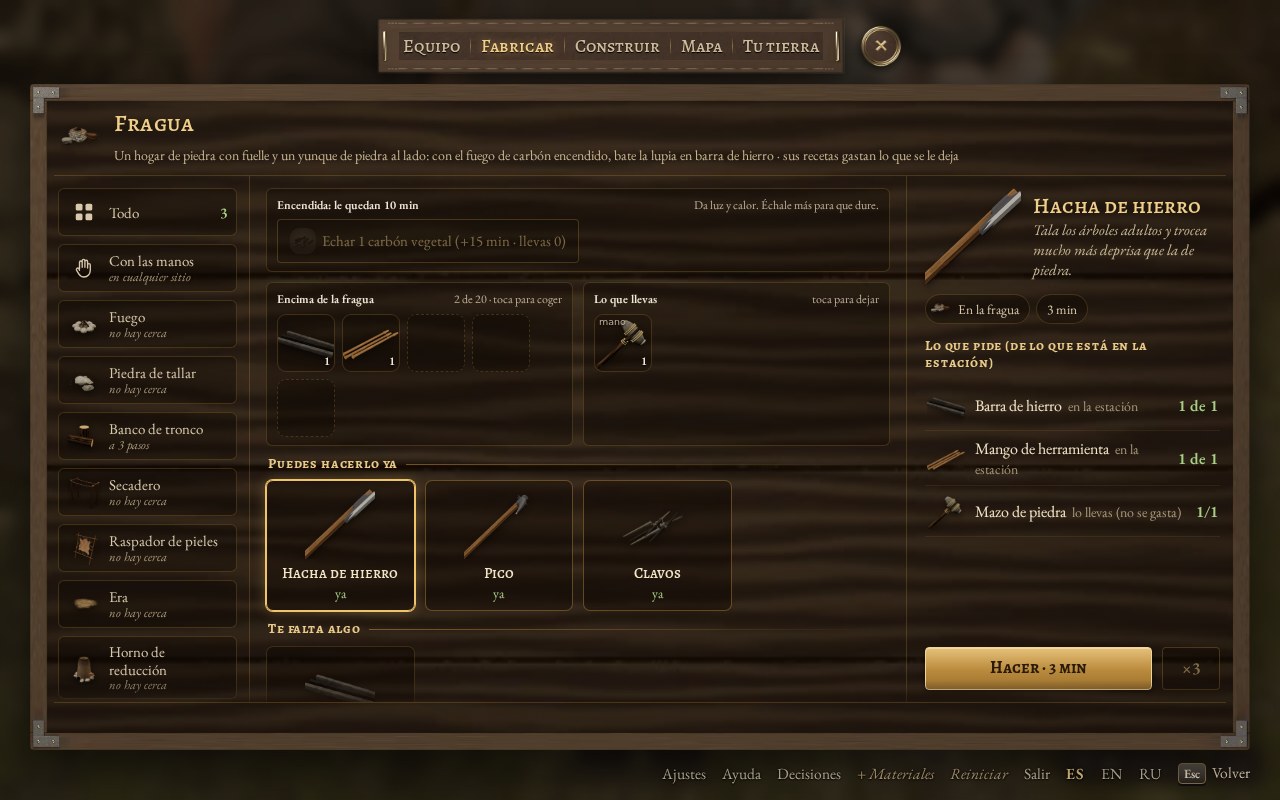 Equipo Fabricar Construir Mapa Tu tierra ×
Fragua
Un hogar de piedra con fuelle y un yunque de piedra al lado: con el fuego de carbón encendido, bate la lupia en barra de hierro · sus recetas gastan lo que se le deja
Todo 3
Con las manos
en cualquier sitio
Fuego
no hay cerca
Piedra de tallar
no hay cerca
Banco de tronco
a 3 pasos
Secadero
no hay cerca
Raspador de pieles
no hay cerca
Era
no hay cerca
Horno de
reducción
no hay cerca
Encendida: le quedan 10 min Da luz y calor. Échale más para que dure.
Echar 1 carbón vegetal (+15 min · llevas 0)
Encima de la fragua 2 de 20 · toca para coger
1 1
Lo que llevas toca para dejar
mano
1
Puedes hacerlo ya
Hacha de hierro
ya
Pico
ya
Clavos
ya
Te falta algo
Hacha de hierro
Tala los árboles adultos y trocea
mucho más deprisa que la de
piedra.
En la fragua 3 min
Lo que pide (de lo que está en la
estación)
Barra de hierro en la estación 1 de 1
Mango de herramienta en la
estación 1 de 1
Mazo de piedra lo llevas (no se gasta) 1/1
Hacer · 3 min ×3
Ajustes Ayuda Decisiones + Materiales Reiniciar Salir ES EN RU Esc Volver